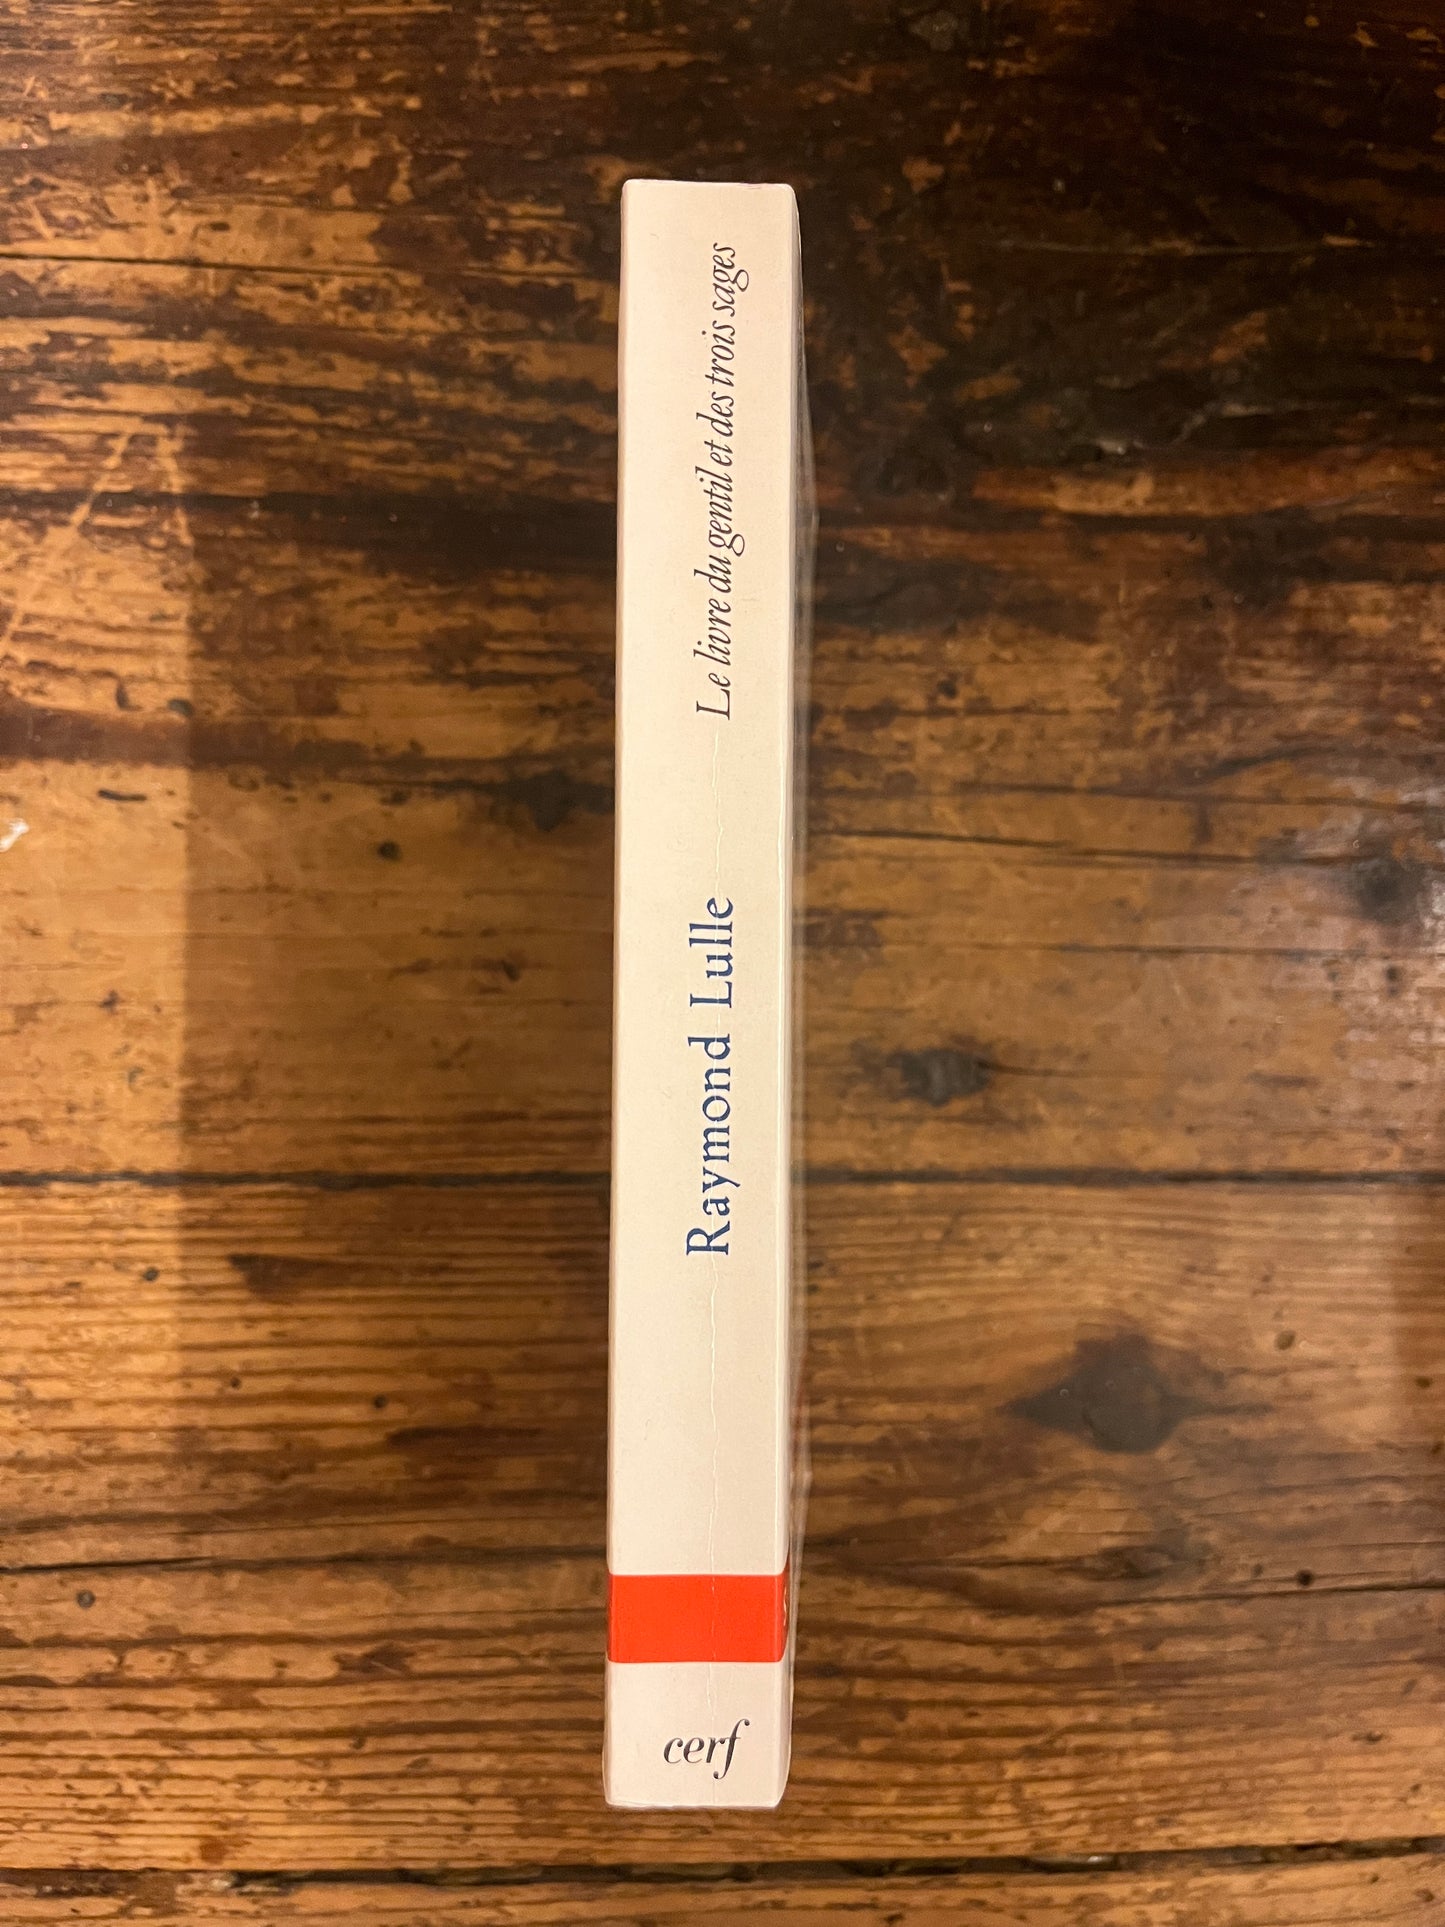 Raymond Lulle
Le livre du gentil et des trois sages
cerf